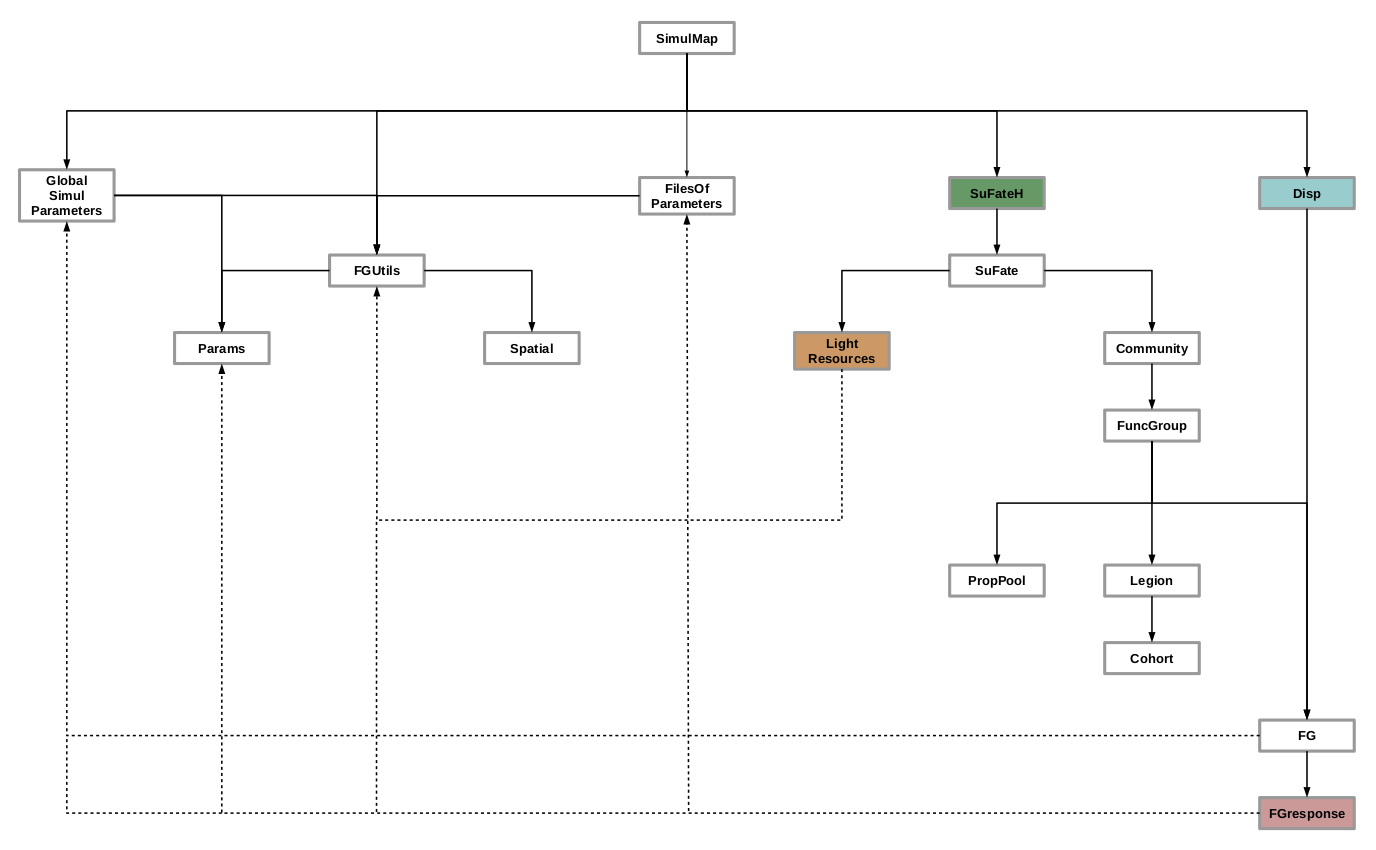 SimulMap
Global
Simul
Parameters
FilesOf
Parameters
SuFateH
Disp
FGUtils
SuFate
Params
Spatial
Light
Resources
Community
FuncGroup
PropPool
Legion
Cohort
FG
FGresponse